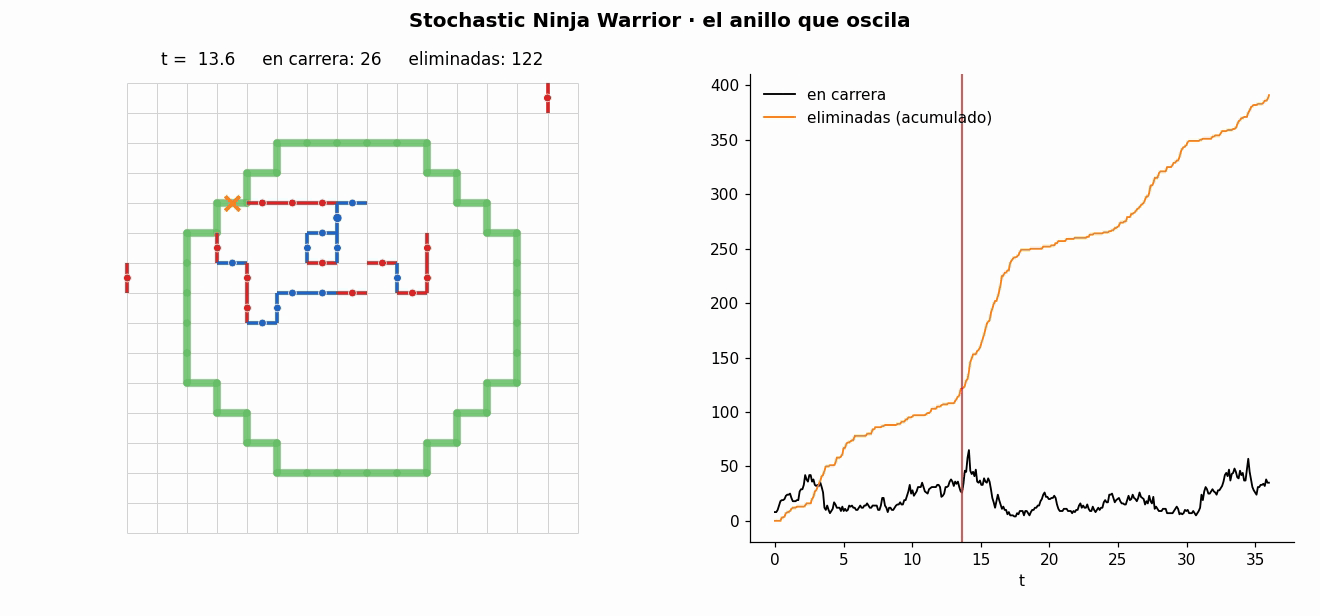 Stochastic Ninja Warrior · el anillo que oscila
t =  13.6     en carrera: 26     eliminadas: 122
en carrera
eliminadas (acumulado)
400
350
300
250
200
150
100
50
0
0 5 10 15 20 25 30 35
t